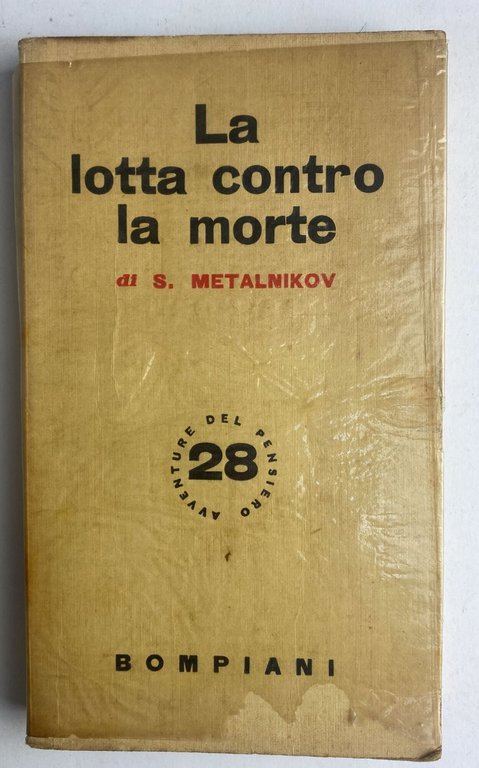 La
lotta contro
la morte
di S. METALNIKOV
AVVENTURE DEL PENSIERO
28
BOMPIANI